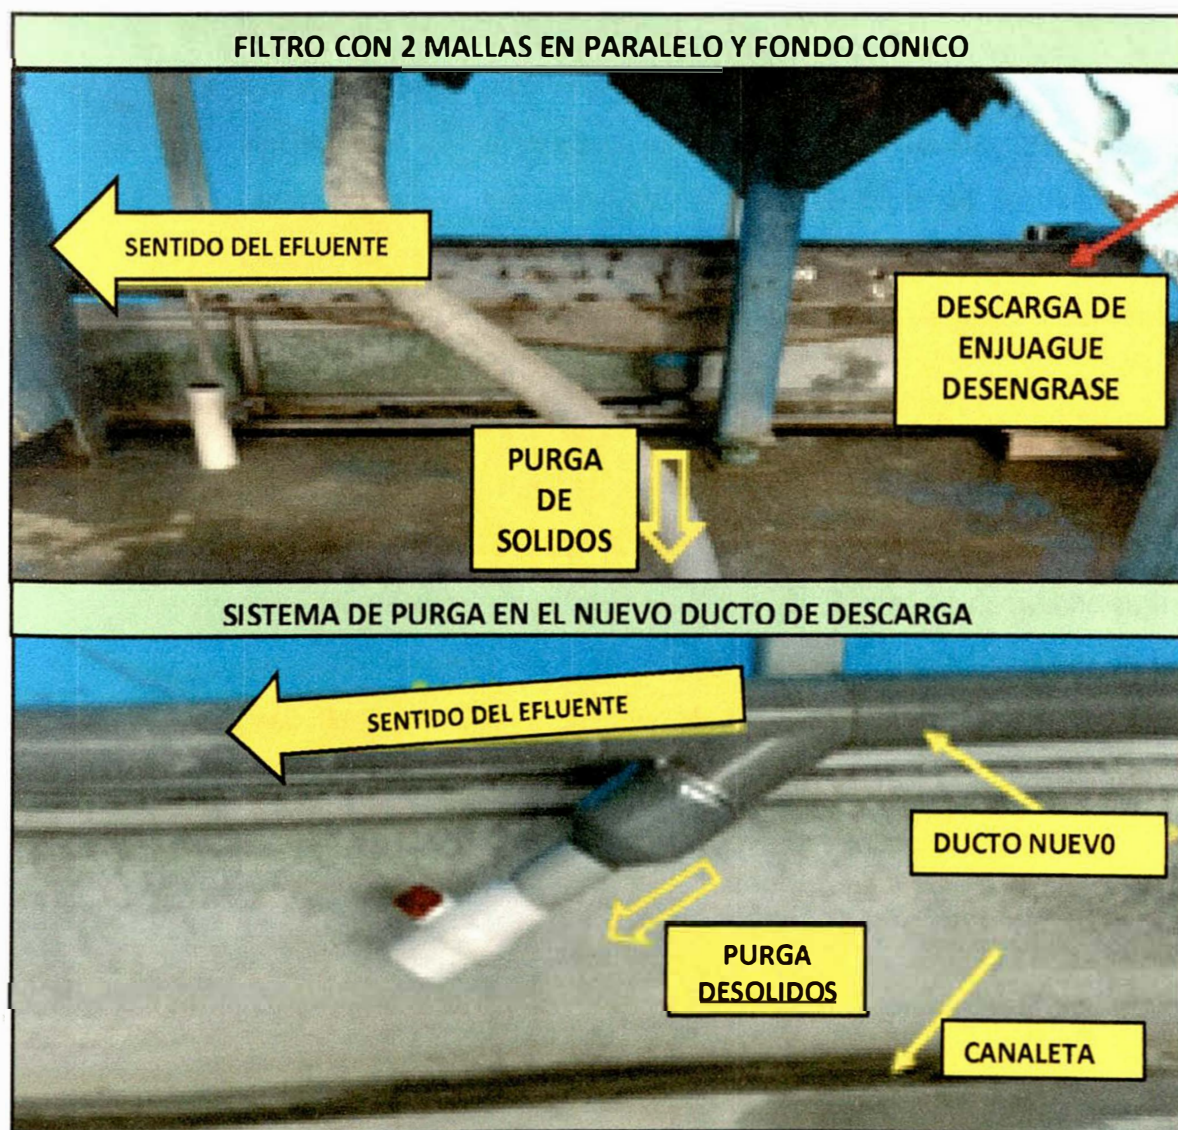 FILTRO CON 2 MALLAS EN PARALELO Y FONDO CONICO
SENTIDO DEL EFLUENTE
DESCARGA DE
ENJUAGUE
DESENGRASE
PURGA
DE
SOLIDOS
SISTEMA DE PURGA EN EL NUEVO DUCTO DE DESCARGA
SENTIDO DEL EFLUENTE
DUCTO NUEV0
PURGA
DESOLIDOS
CANALETA